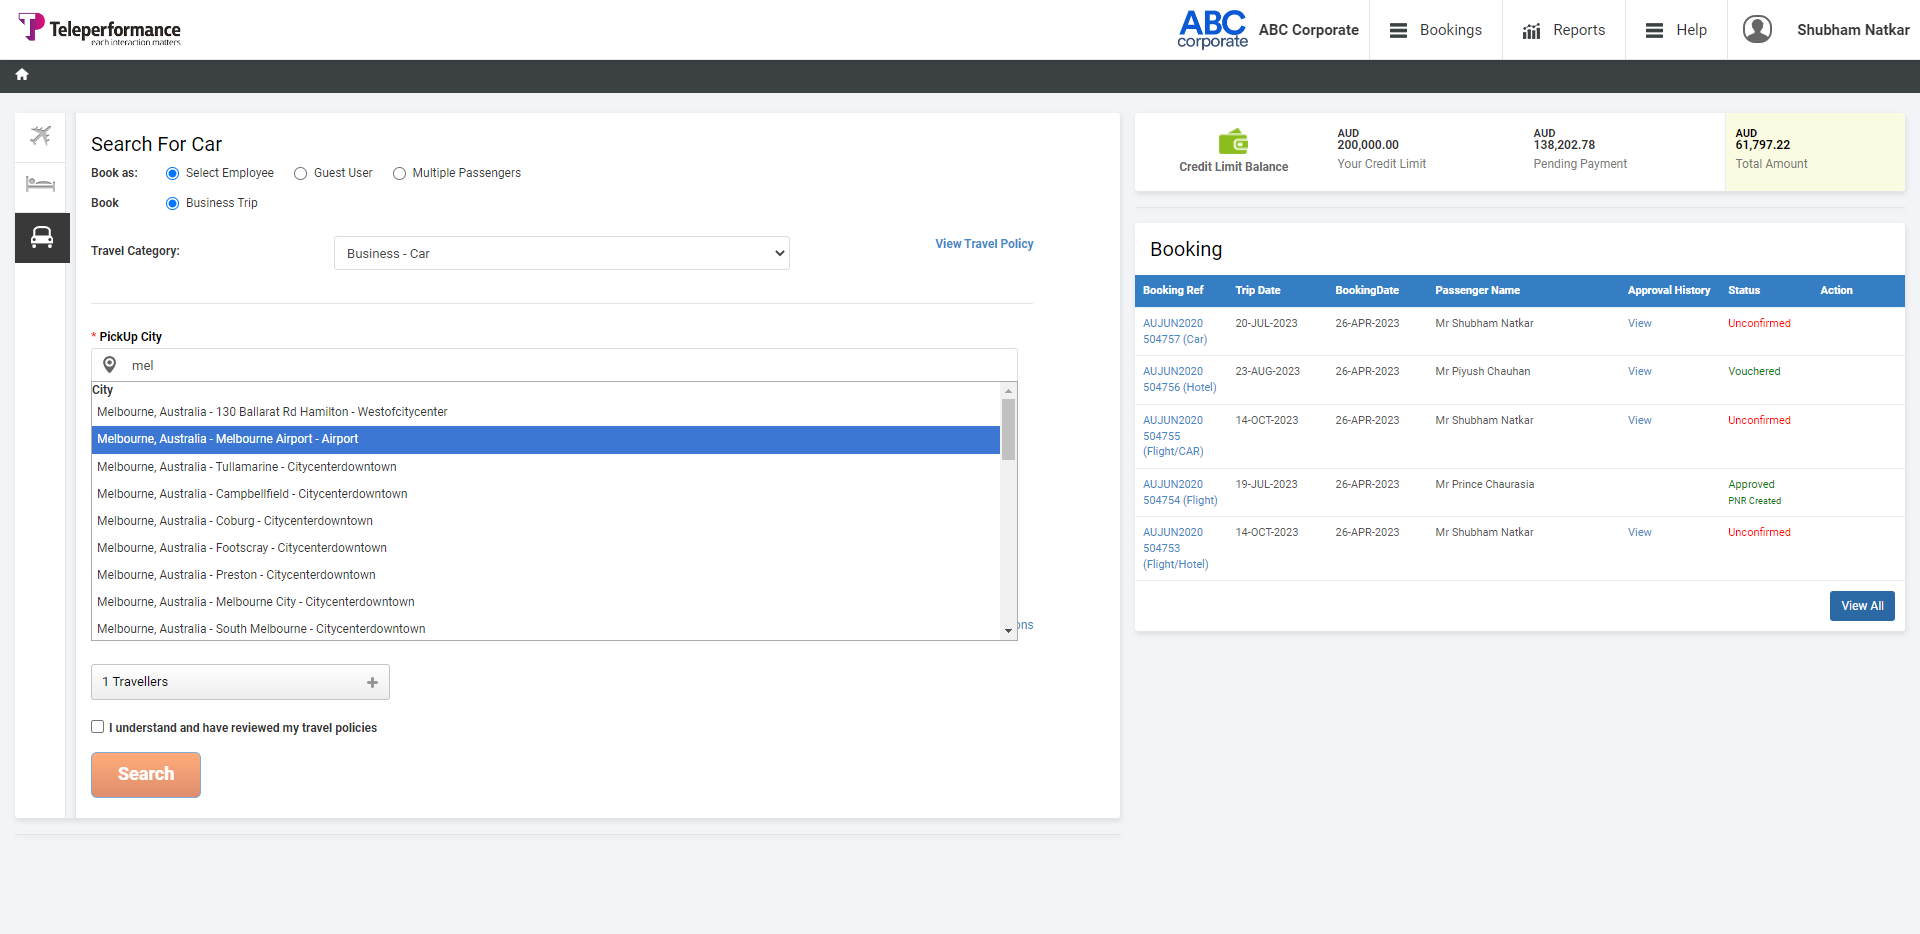 Teleperformance
each interaction matters
ABC
corporate
ABC Corporate
Bookings
Reports
Help
Shubham Natkar
Search For Car
Book as:
Select Employee
Guest User
Multiple Passengers
Book
Business Trip
Travel Category:
Business - Car
View Travel Policy
* PickUp City
mel
City
Melbourne, Australia - 130 Ballarat Rd Hamilton - Westofcitycenter
Melbourne, Australia - Melbourne Airport - Airport
Melbourne, Australia - Tullamarine - Citycenterdowntown
Melbourne, Australia - Campbellfield - Citycenterdowntown
Melbourne, Australia - Coburg - Citycenterdowntown
Melbourne, Australia - Footscray - Citycenterdowntown
Melbourne, Australia - Preston - Citycenterdowntown
Melbourne, Australia - Melbourne City - Citycenterdowntown
Melbourne, Australia - South Melbourne - Citycenterdowntown
ons
1 Travellers
I understand and have reviewed my travel policies
Search
Credit Limit Balance
AUD
200,000.00
Your Credit Limit
AUD
138,202.78
Pending Payment
AUD
61,797.22
Total Amount
Booking
Booking Ref Trip Date BookingDate Passenger Name Approval History Status Action
AUJUN2020 20-JUL-2023 26-APR-2023 Mr Shubham Natkar View Unconfirmed
504757 (Car)
AUJUN2020 23-AUG-2023 26-APR-2023 Mr Piyush Chauhan View Vouchered
504756 (Hotel)
AUJUN2020 14-OCT-2023 26-APR-2023 Mr Shubham Natkar View Unconfirmed
504755
(Flight/CAR)
AUJUN2020 19-JUL-2023 26-APR-2023 Mr Prince Chaurasia Approved
504754 (Flight) PNR Created
AUJUN2020 14-OCT-2023 26-APR-2023 Mr Shubham Natkar View Unconfirmed
504753
(Flight/Hotel)
View All